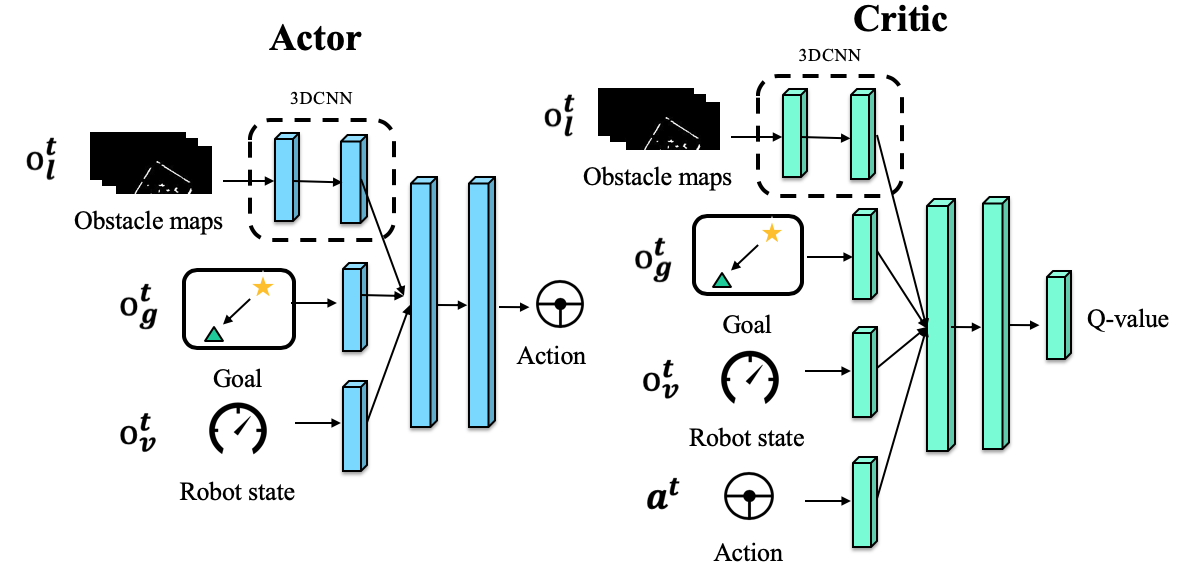 Actor
3DCNN
o_l^t
Obstacle maps
o_g^t
Goal
o_v^t
Robot state
Action
Critic
3DCNN
o_l^t
Obstacle maps
o_g^t
Goal
o_v^t
Robot state
a^t
Action
Q-value